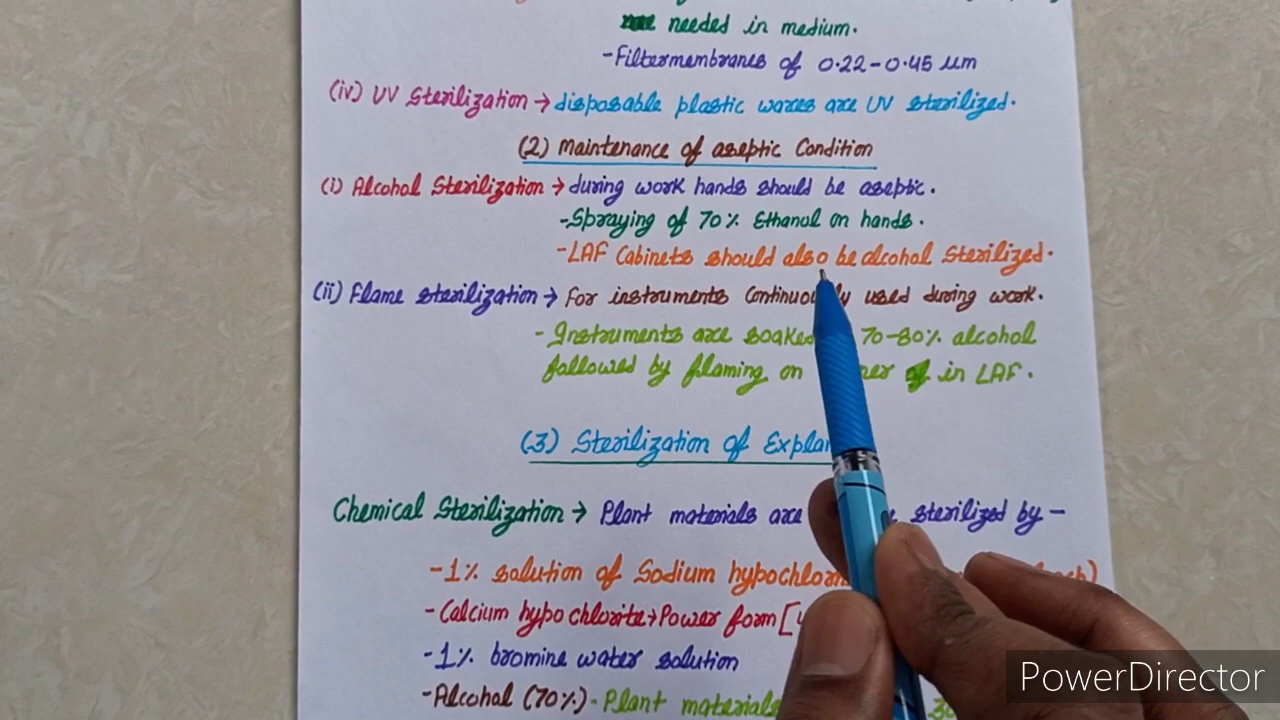 needed in medium.
- Filtermembranes of 0.22-0.45 µm
(iv) UV Sterilization → disposable plastic wares are UV sterilized.
(2) Maintenance of aseptic Condition
(i) Alcohol Sterilization → during work hands should be aseptic.
- Spraying of 70% Ethanol on hands.
- LAF Cabinets should also be alcohol sterilized.
(ii) Flame sterilization → For instruments Continuously used during work.
- Instruments are soaked 70-80% alcohol
followed by flaming on in LAF.
(3) Sterilization of
Chemical Sterilization → Plant materials are sterilized by -
- 1% solution of Sodium
- Calcium hypochlorite → Power form [
- 1% bromine water solution
- Alcohol (70%) - Plant materials
PowerDirector